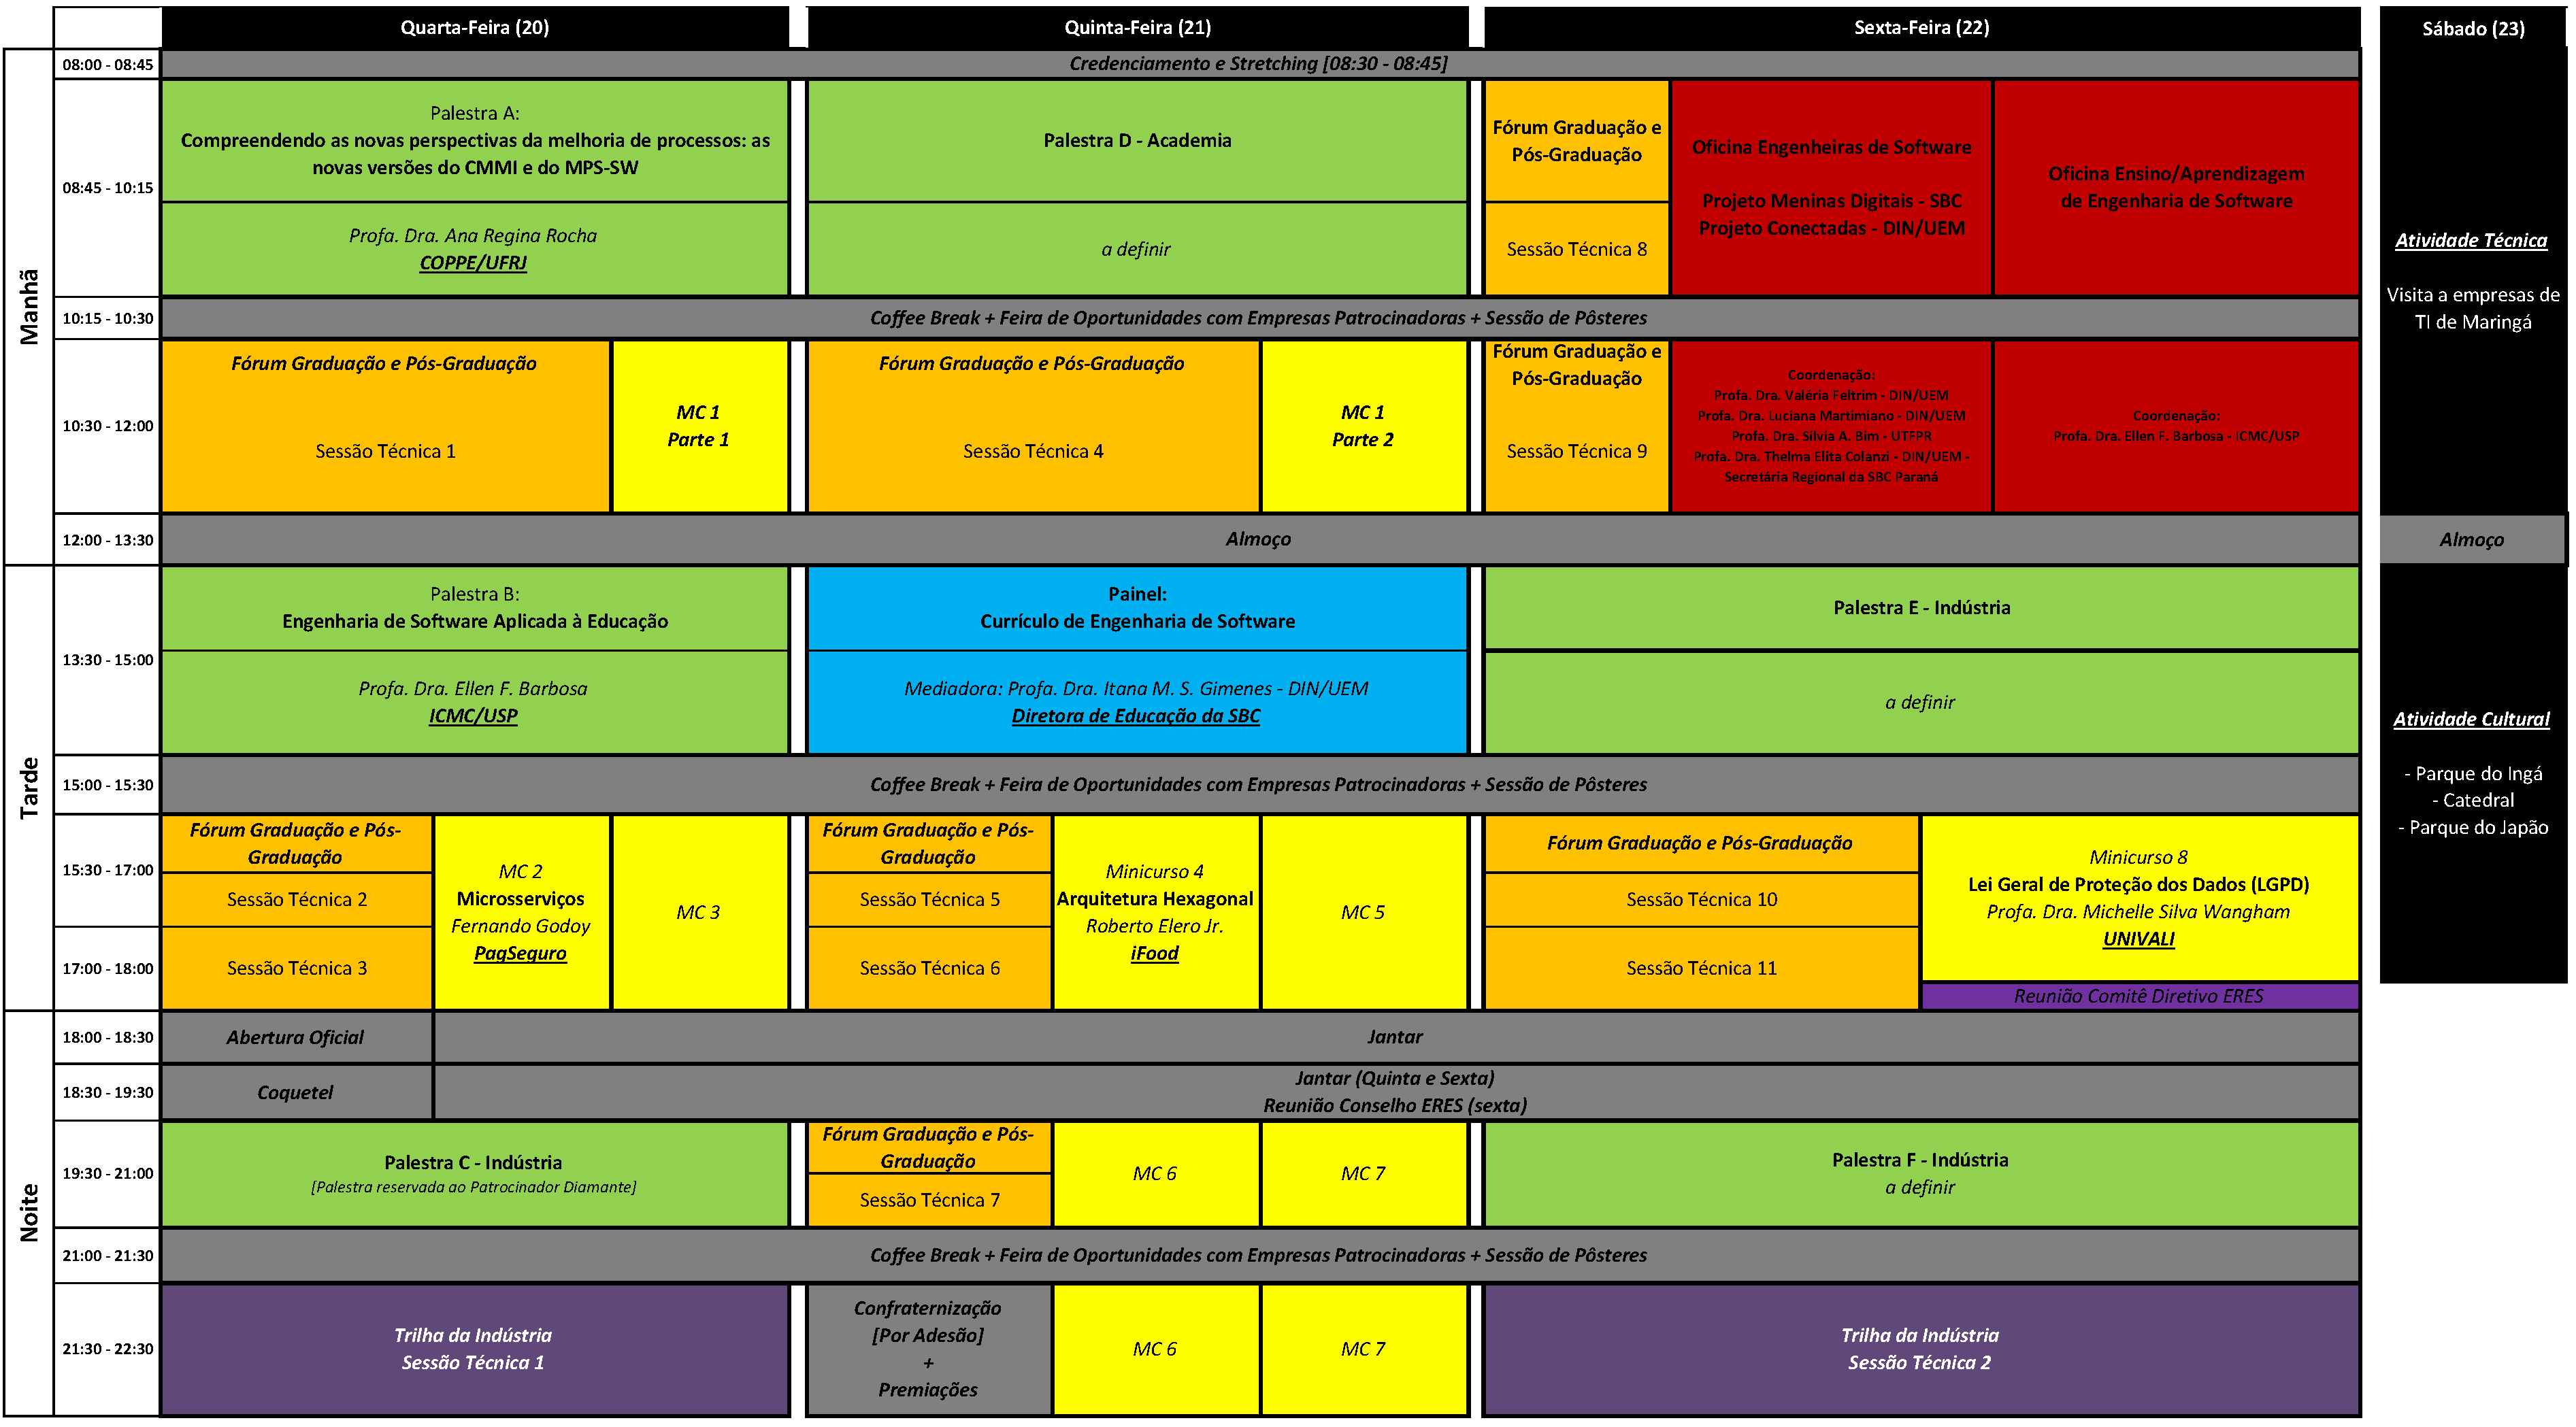 Quarta-Feira (20)
Quinta-Feira (21)
Sexta-Feira (22)
Sábado (23)
Manhã
08:00 - 08:45
Credenciamento e Stretching [08:30 - 08:45]
08:45 - 10:15
Palestra A:
Compreendendo as novas perspectivas da melhoria de processos: as
novas versões do CMMI e do MPS-SW
Profa. Dra. Ana Regina Rocha
COPPE/UFRJ
Palestra D - Academia
a definir
Fórum Graduação e
Pós-Graduação
Sessão Técnica 8
Oficina Engenheiras de Software
Projeto Meninas Digitais - SBC
Projeto Conectadas - DIN/UEM
Oficina Ensino/Aprendizagem
de Engenharia de Software
Atividade Técnica
Visita a empresas de
TI de Maringá
10:15 - 10:30
Coffee Break + Feira de Oportunidades com Empresas Patrocinadoras + Sessão de Pôsteres
10:30 - 12:00
Fórum Graduação e Pós-Graduação
Sessão Técnica 1
MC 1
Parte 1
Fórum Graduação e Pós-Graduação
Sessão Técnica 4
MC 1
Parte 2
Fórum Graduação e
Pós-Graduação
Sessão Técnica 9
Coordenação:
Profa. Dra. Valéria Feltrim - DIN/UEM
Profa. Dra. Luciana Martimiano - DIN/UEM
Profa. Dra. Sílvia A. Bim - UTFPR
Profa. Dra. Thelma Elita Colanzi - DIN/UEM -
Secretária Regional da SBC Paraná
Coordenação:
Profa. Dra. Ellen F. Barbosa - ICMC/USP
12:00 - 13:30
Almoço
Almoço
Tarde
13:30 - 15:00
Palestra B:
Engenharia de Software Aplicada à Educação
Profa. Dra. Ellen F. Barbosa
ICMC/USP
Painel:
Currículo de Engenharia de Software
Mediadora: Profa. Dra. Itana M. S. Gimenes - DIN/UEM
Diretora de Educação da SBC
Palestra E - Indústria
a definir
Atividade Cultural
- Parque do Ingá
- Catedral
- Parque do Japão
15:00 - 15:30
Coffee Break + Feira de Oportunidades com Empresas Patrocinadoras + Sessão de Pôsteres
15:30 - 17:00
17:00 - 18:00
Fórum Graduação e Pós-
Graduação
Sessão Técnica 2
Sessão Técnica 3
MC 2
Microsserviços
Fernando Godoy
PagSeguro
MC 3
Fórum Graduação e Pós-
Graduação
Sessão Técnica 5
Sessão Técnica 6
Minicurso 4
Arquitetura Hexagonal
Roberto Elero Jr.
iFood
MC 5
Fórum Graduação e Pós-Graduação
Sessão Técnica 10
Sessão Técnica 11
Minicurso 8
Lei Geral de Proteção dos Dados (LGPD)
Profa. Dra. Michelle Silva Wangham
UNIVALI
Reunião Comitê Diretivo ERES
Noite
18:00 - 18:30
Abertura Oficial
Jantar
18:30 - 19:30
Coquetel
Jantar (Quinta e Sexta)
Reunião Conselho ERES (sexta)
19:30 - 21:00
Palestra C - Indústria
[Palestra reservada ao Patrocinador Diamante]
Fórum Graduação e Pós-
Graduação
Sessão Técnica 7
MC 6
MC 7
Palestra F - Indústria
a definir
21:00 - 21:30
Coffee Break + Feira de Oportunidades com Empresas Patrocinadoras + Sessão de Pôsteres
21:30 - 22:30
Trilha da Indústria
Sessão Técnica 1
Confraternização
[Por Adesão]
+
Premiações
MC 6
MC 7
Trilha da Indústria
Sessão Técnica 2